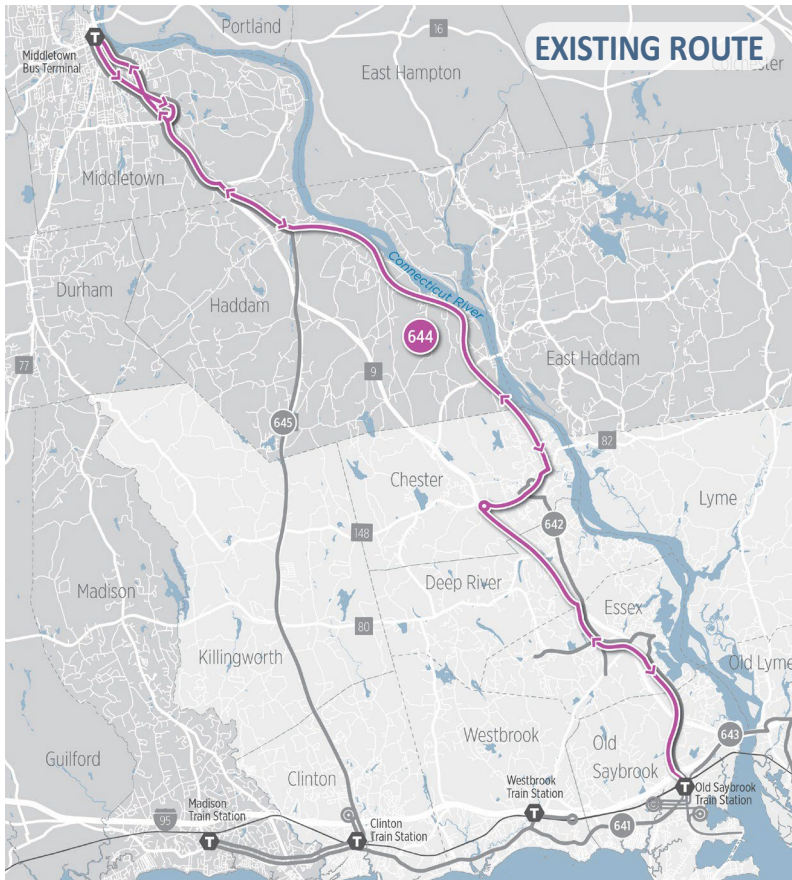 Portland
16
EXISTING ROUTE
Middletown
Bus Terminal
East Hampton
Colchester
Middletown
Connecticut River
Durham
Haddam
644
East Haddam
77
9
645
82
Chester
Lyme
642
148
Deep River
Madison
Essex
80
Killingworth
Old Lyme
Westbrook
Old
Saybrook
643
Guilford
Clinton
Westbrook
Train Station
Old Saybrook
Train Station
T
T
95
Madison
Train Station
Clinton
Train Station
641
T
T
T